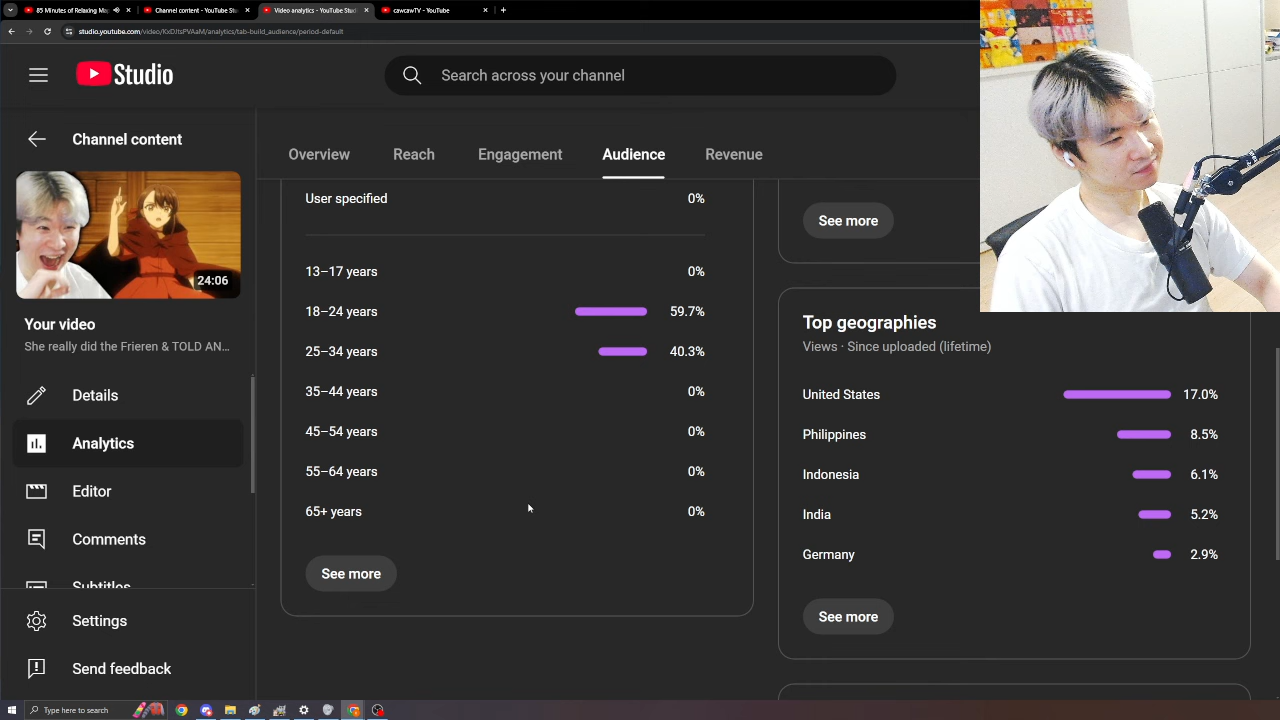 85 Minutes of Relaxing Ma
Channel content - YouTube Stu
Video analytics - YouTube Stud
cawcawTV - YouTube
studio.youtube.com/video/KxDJtsPVAaM/analytics/tab-build_audience/period-default
Studio
Search across your channel
Channel content
24:06
Your video
She really did the Frieren & TOLD AN...
Details
Analytics
Editor
Comments
Subtitles
Settings
Send feedback
Overview
Reach
Engagement
Audience
Revenue
User specified 0%
13–17 years 0%
18–24 years 59.7%
25–34 years 40.3%
35–44 years 0%
45–54 years 0%
55–64 years 0%
65+ years 0%
See more
See more
Top geographies
Views · Since uploaded (lifetime)
United States 17.0%
Philippines 8.5%
Indonesia 6.1%
India 5.2%
Germany 2.9%
See more
Type here to search